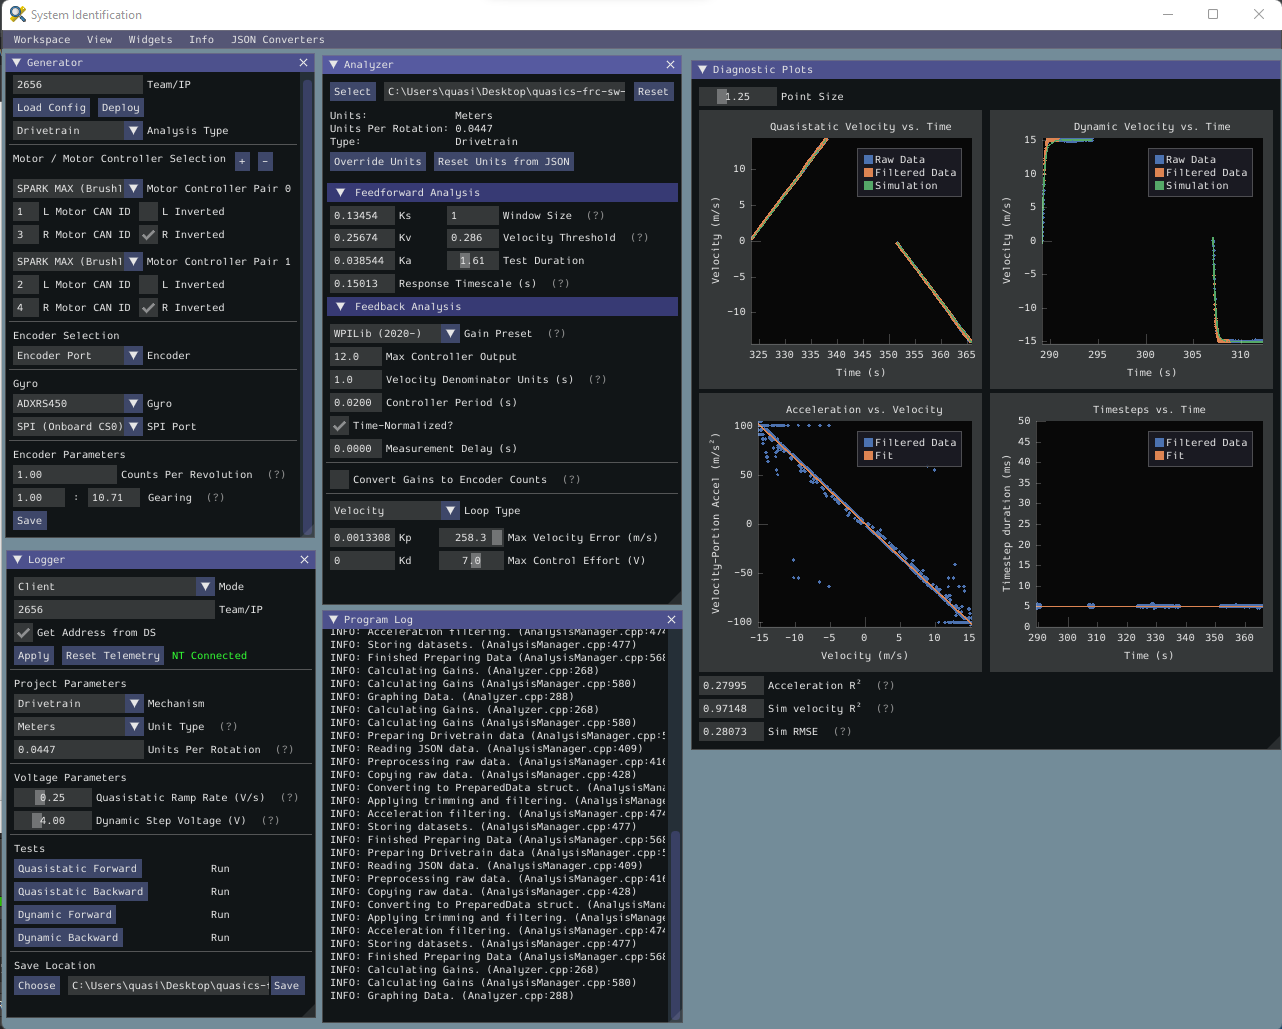 System Identification
Workspace View Widgets Info JSON Converters
Generator
2656 Team/IP
Load Config Deploy
Drivetrain Analysis Type
Motor / Motor Controller Selection + -
SPARK MAX (Brushl Motor Controller Pair 0
1 L Motor CAN ID L Inverted
3 R Motor CAN ID R Inverted
SPARK MAX (Brushl Motor Controller Pair 1
2 L Motor CAN ID L Inverted
4 R Motor CAN ID R Inverted
Encoder Selection
Encoder Port Encoder
Gyro
ADXRS450 Gyro
SPI (Onboard CS0) SPI Port
Encoder Parameters
1.00 Counts Per Revolution (?)
1.00 : 10.71 Gearing (?)
Save
Logger
Client Mode
2656 Team/IP
Get Address from DS
Apply Reset Telemetry NT Connected
Project Parameters
Drivetrain Mechanism
Meters Unit Type (?)
0.0447 Units Per Rotation (?)
Voltage Parameters
0.25 Quasistatic Ramp Rate (V/s) (?)
4.00 Dynamic Step Voltage (V) (?)
Tests
Quasistatic Forward Run
Quasistatic Backward Run
Dynamic Forward Run
Dynamic Backward Run
Save Location
Choose C:\Users\quasi\Desktop\quasics-f Save
Analyzer
Select C:\Users\quasi\Desktop\quasics-frc-sw- Reset
Units: Meters
Units Per Rotation: 0.0447
Type: Drivetrain
Override Units Reset Units from JSON
Feedforward Analysis
0.13454 Ks 1 Window Size (?)
0.25674 Kv 0.286 Velocity Threshold (?)
0.038544 Ka 1.61 Test Duration
0.15013 Response Timescale (s) (?)
Feedback Analysis
WPILib (2020-) Gain Preset (?)
12.0 Max Controller Output
1.0 Velocity Denominator Units (s) (?)
0.0200 Controller Period (s)
Time-Normalized?
0.0000 Measurement Delay (s)
Convert Gains to Encoder Counts (?)
Velocity Loop Type
0.0013308 Kp 258.3 Max Velocity Error (m/s)
0 Kd 7.0 Max Control Effort (V)
Program Log
INFO: Acceleration filtering. (AnalysisManager.cpp:474
INFO: Storing datasets. (AnalysisManager.cpp:477)
INFO: Finished Preparing Data (AnalysisManager.cpp:568
INFO: Calculating Gains. (Analyzer.cpp:268)
INFO: Calculating Gains (AnalysisManager.cpp:580)
INFO: Graphing Data. (Analyzer.cpp:288)
INFO: Calculating Gains. (Analyzer.cpp:268)
INFO: Calculating Gains (AnalysisManager.cpp:580)
INFO: Preparing Drivetrain data (AnalysisManager.cpp:5
INFO: Reading JSON data. (AnalysisManager.cpp:409)
INFO: Preprocessing raw data. (AnalysisManager.cpp:416
INFO: Copying raw data. (AnalysisManager.cpp:428)
INFO: Converting to PreparedData struct. (AnalysisMana
INFO: Applying trimming and filtering. (AnalysisManage
INFO: Acceleration filtering. (AnalysisManager.cpp:474
INFO: Storing datasets. (AnalysisManager.cpp:477)
INFO: Finished Preparing Data (AnalysisManager.cpp:568
INFO: Preparing Drivetrain data (AnalysisManager.cpp:5
INFO: Reading JSON data. (AnalysisManager.cpp:409)
INFO: Preprocessing raw data. (AnalysisManager.cpp:416
INFO: Copying raw data. (AnalysisManager.cpp:428)
INFO: Converting to PreparedData struct. (AnalysisMana
INFO: Applying trimming and filtering. (AnalysisManage
INFO: Acceleration filtering. (AnalysisManager.cpp:474
INFO: Storing datasets. (AnalysisManager.cpp:477)
INFO: Finished Preparing Data (AnalysisManager.cpp:568
INFO: Calculating Gains. (Analyzer.cpp:268)
INFO: Calculating Gains (AnalysisManager.cpp:580)
INFO: Graphing Data. (Analyzer.cpp:288)
Diagnostic Plots
1.25 Point Size
Quasistatic Velocity vs. Time
Raw Data
Filtered Data
Simulation
Velocity (m/s)
10
5
0
-5
-10
325 330 335 340 345 350 355 360 365
Time (s)
Dynamic Velocity vs. Time
Raw Data
Filtered Data
Simulation
Velocity (m/s)
15
10
5
0
-5
-10
-15
290 295 300 305 310
Time (s)
Acceleration vs. Velocity
Filtered Data
Fit
Velocity-Portion Accel (m/s²)
100
50
0
-50
-100
-15 -10 -5 0 5 10 15
Velocity (m/s)
Timesteps vs. Time
Filtered Data
Fit
Timestep duration (ms)
50
45
40
35
30
25
20
15
10
5
0
290 300 310 320 330 340 350 360
Time (s)
0.27995 Acceleration R² (?)
0.97148 Sim velocity R² (?)
0.28073 Sim RMSE (?)